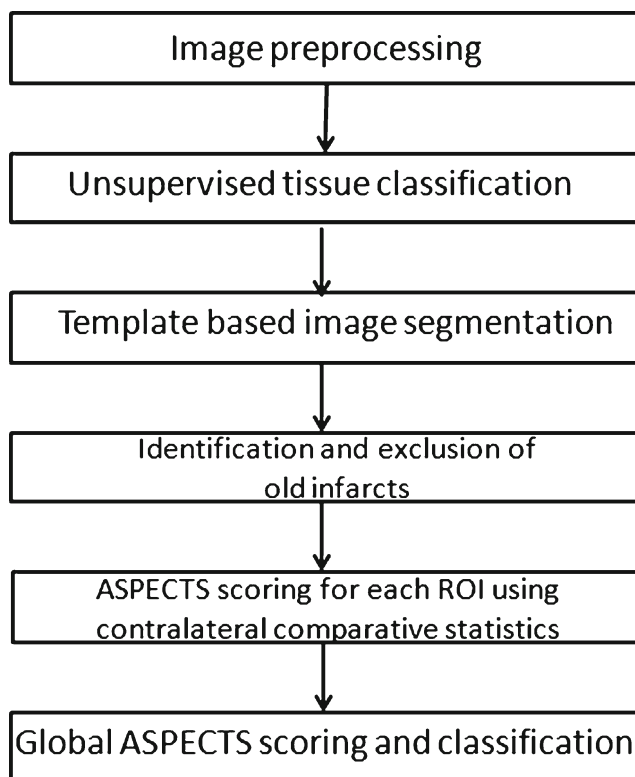 Image preprocessing
Unsupervised tissue classification
Template based image segmentation
Identification and exclusion of
old infarcts
ASPECTS scoring for each ROI using
contralateral comparative statistics
Global ASPECTS scoring and classification